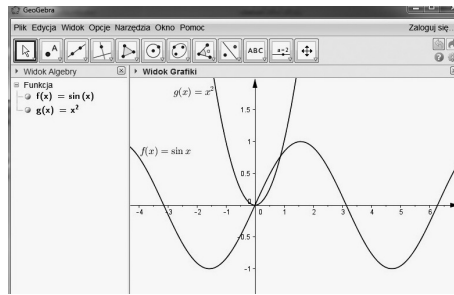 GeoGebra
Plik Edycja Widok Opcje Narzędzia Okno Pomoc
Zaloguj się
A
ABC
a=2
Widok Algebry
Widok Grafiki
Funkcja
f(x) = sin(x)
g(x) = x²
g(x) = x²
f(x) = sin x
1.5
1
0.5
0
-0.5
-1
-4 -3 -2 -1 0 1 2 3 4 5 6